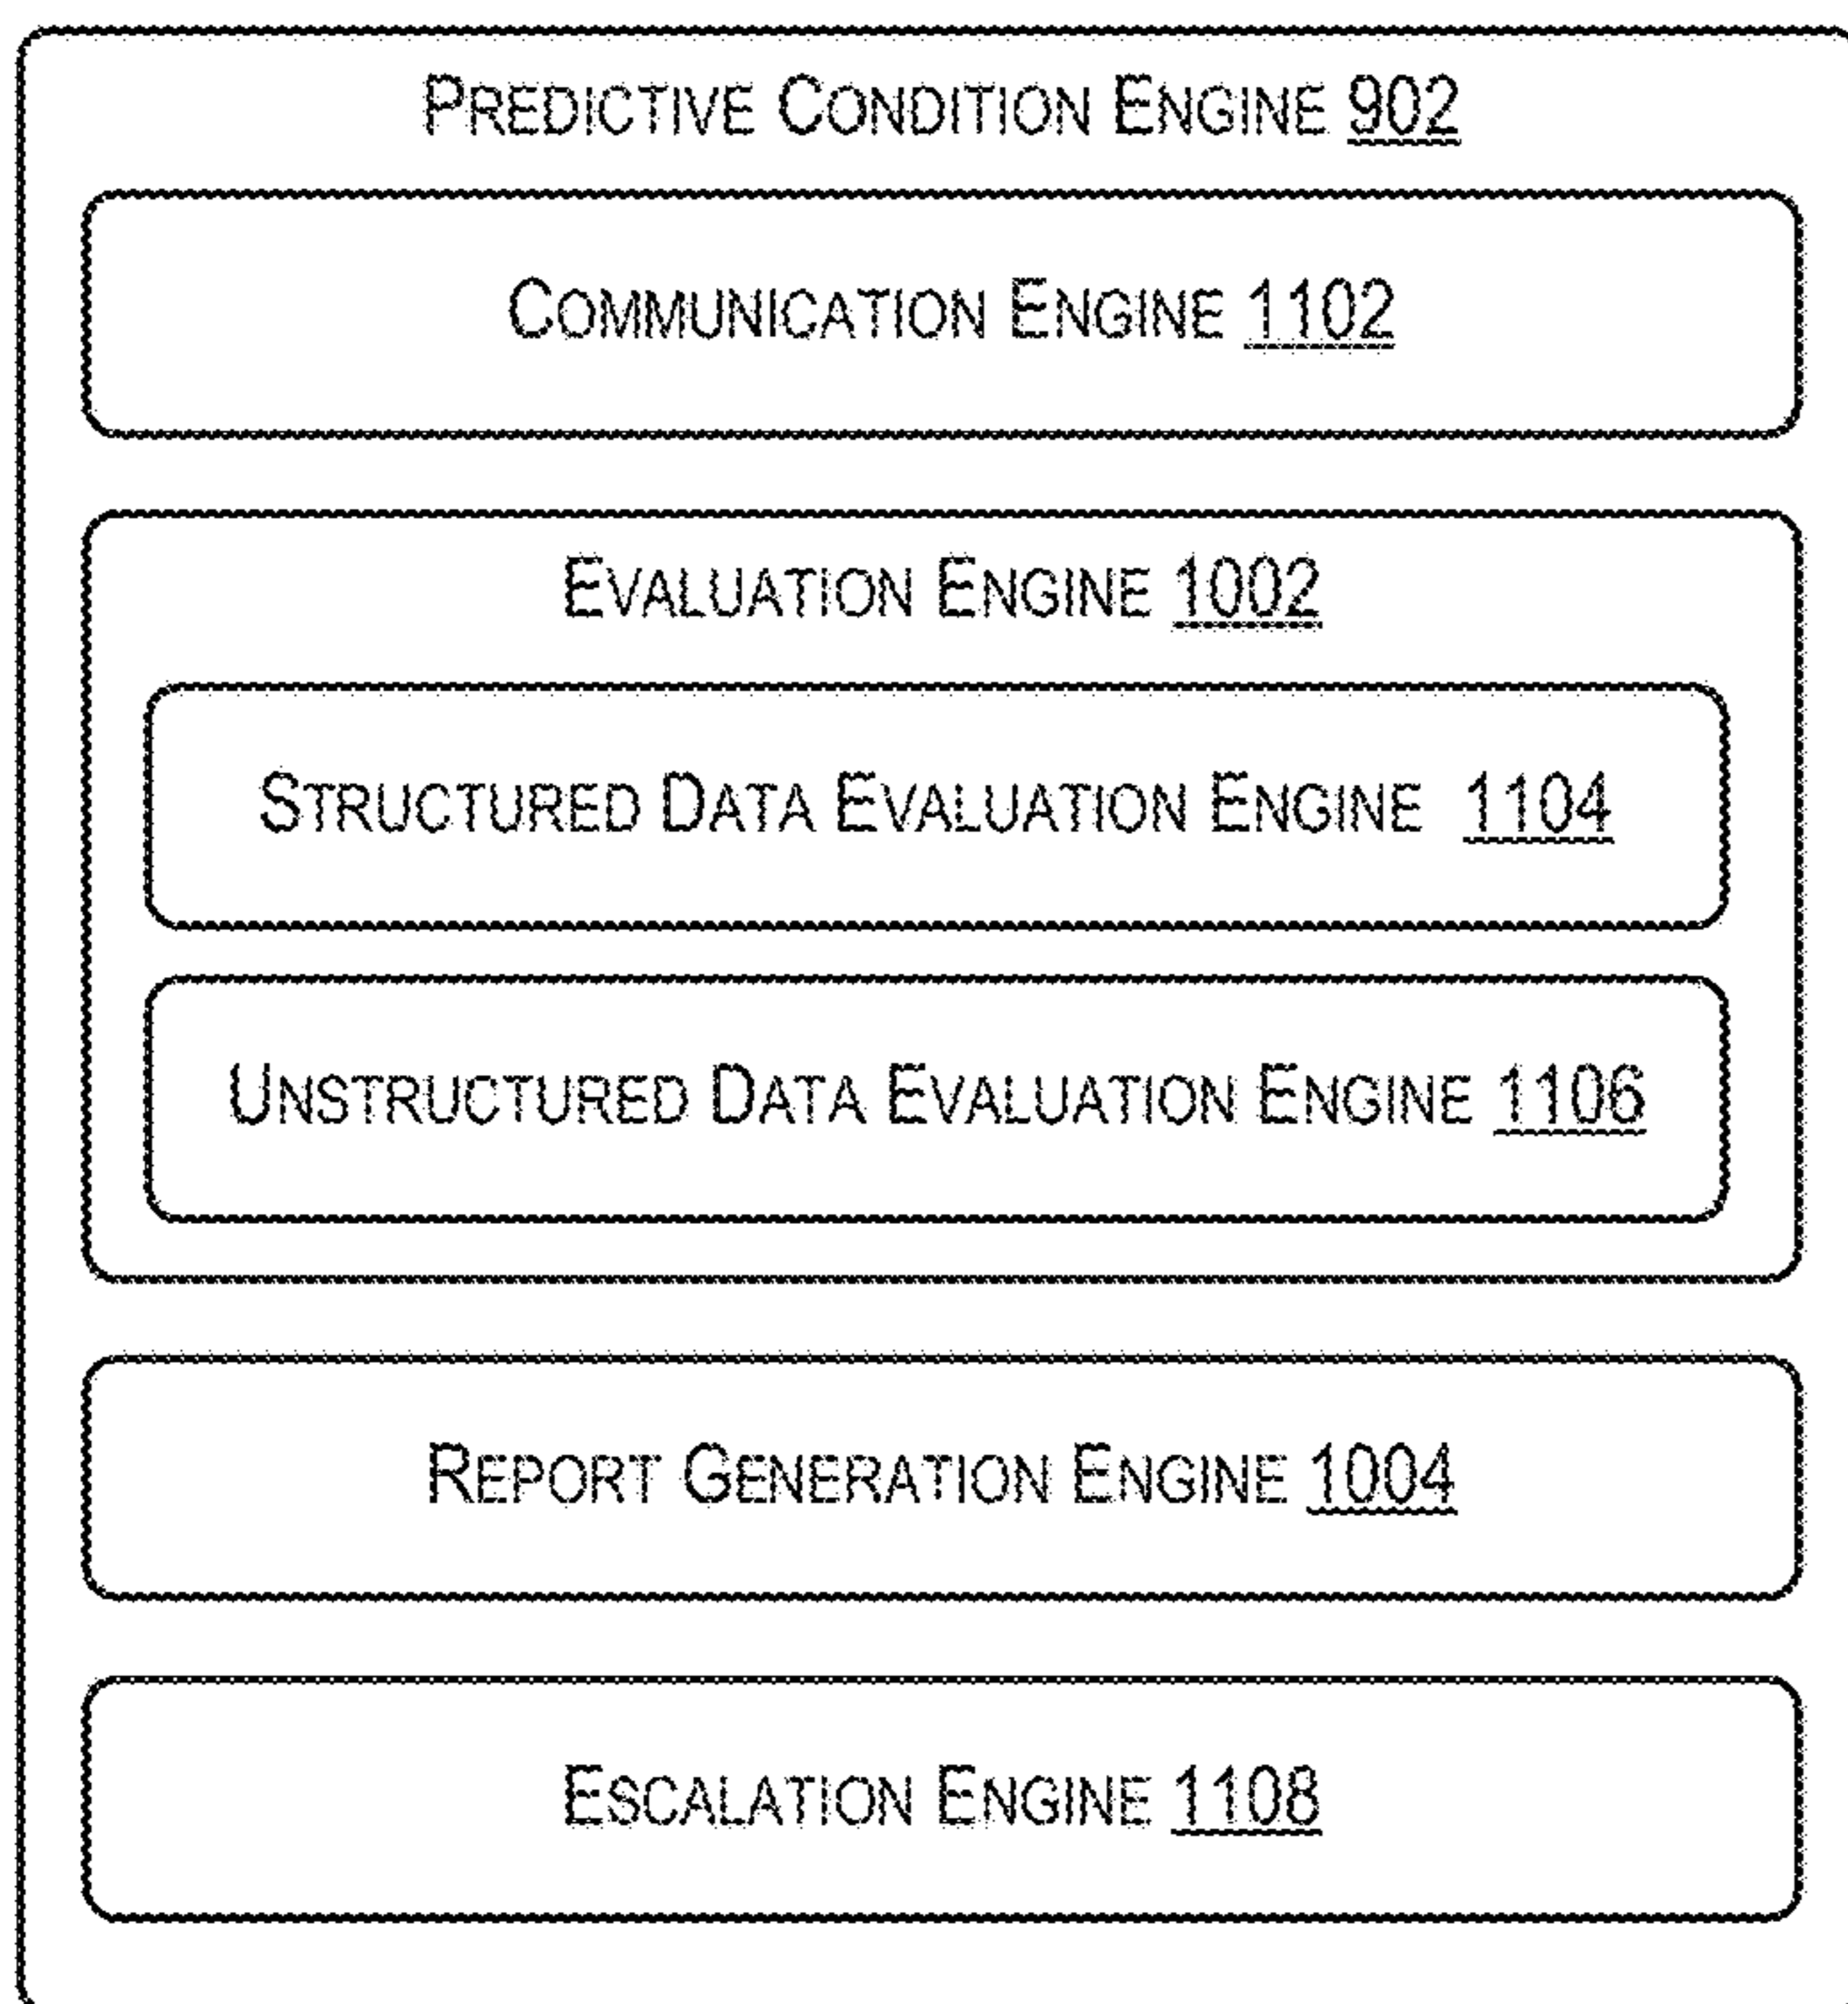 PREDICTIVE CONDITION ENGINE 902
COMMUNICATION ENGINE 1102
EVALUATION ENGINE 1002
STRUCTURED DATA EVALUATION ENGINE 1104
UNSTRUCTURED DATA EVALUATION ENGINE 1106
REPORT GENERATION ENGINE 1004
ESCALATION ENGINE 1108